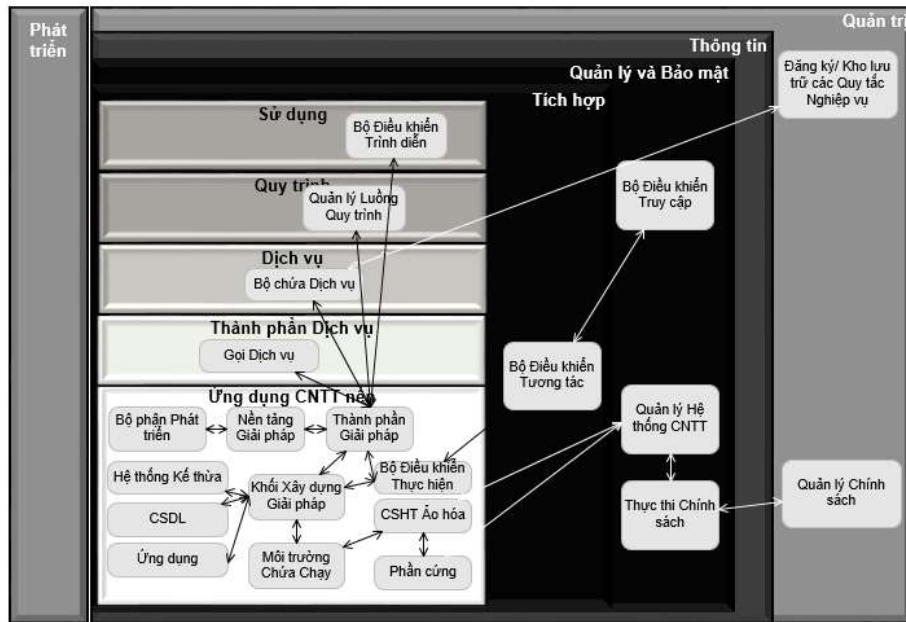 Phát
triển
Quản trị
Thông tin
Quản lý và Bảo mật
Tích hợp
Đăng ký/ Kho lưu
trữ các Quy tắc
Nghiệp vụ
Sử dụng
Bộ Điều khiển
Trình diễn
Quy trình
Quản lý Luồng
Quy trình
Bộ Điều khiển
Truy cập
Dịch vụ
Bộ chứa Dịch vụ
Thành phần Dịch vụ
Gọi Dịch vụ
Bộ Điều khiển
Tương tác
Ứng dụng CNTT nền
Bộ phận Phát
triển
Nền tảng
Giải pháp
Thành phần
Giải pháp
Quản lý Hệ
thống CNTT
Hệ thống Kế thừa
Khối Xây dựng
Giải pháp
Bộ Điều khiển
Thực hiện
CSDL
CSHT Ảo hóa
Thực thi Chính
sách
Quản lý Chính
sách
Ứng dụng
Môi trường
Chứa Chạy
Phần cứng